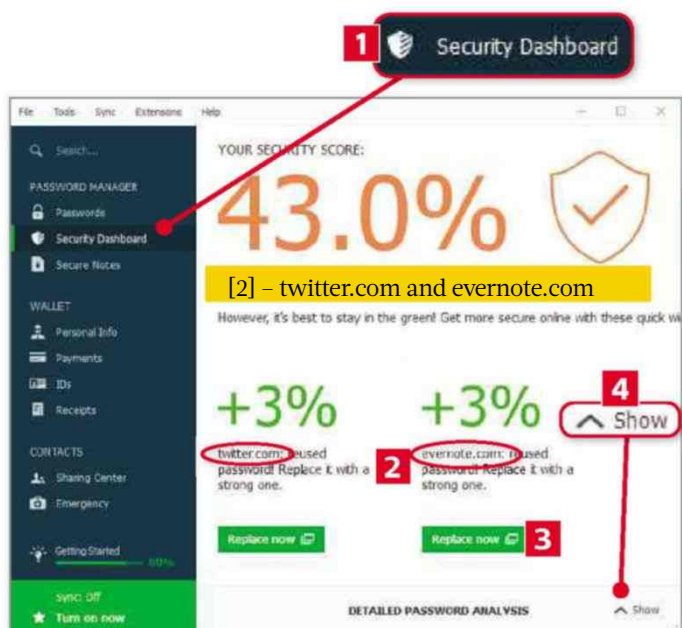 1 Security Dashboard
File Tools Sync Extensions Help
Search...
YOUR SECURITY SCORE:
PASSWORD MANAGER
43.0%
Passwords
Security Dashboard
Secure Notes
[2] – twitter.com and evernote.com
WALLET
However, it's best to stay in the green! Get more secure online with these quick wi
Personal Info
Payments
IDs
Receipts
+3%
+3%
4
Show
CONTACTS
Sharing Center
Emergency
twitter.com: reused
password! Replace it with a
strong one.
2
evernote.com: reused
password! Replace it with a
strong one.
Getting Started
80%
Replace now
Replace now
3
Sync: Off
Turn on now
DETAILED PASSWORD ANALYSIS
Show